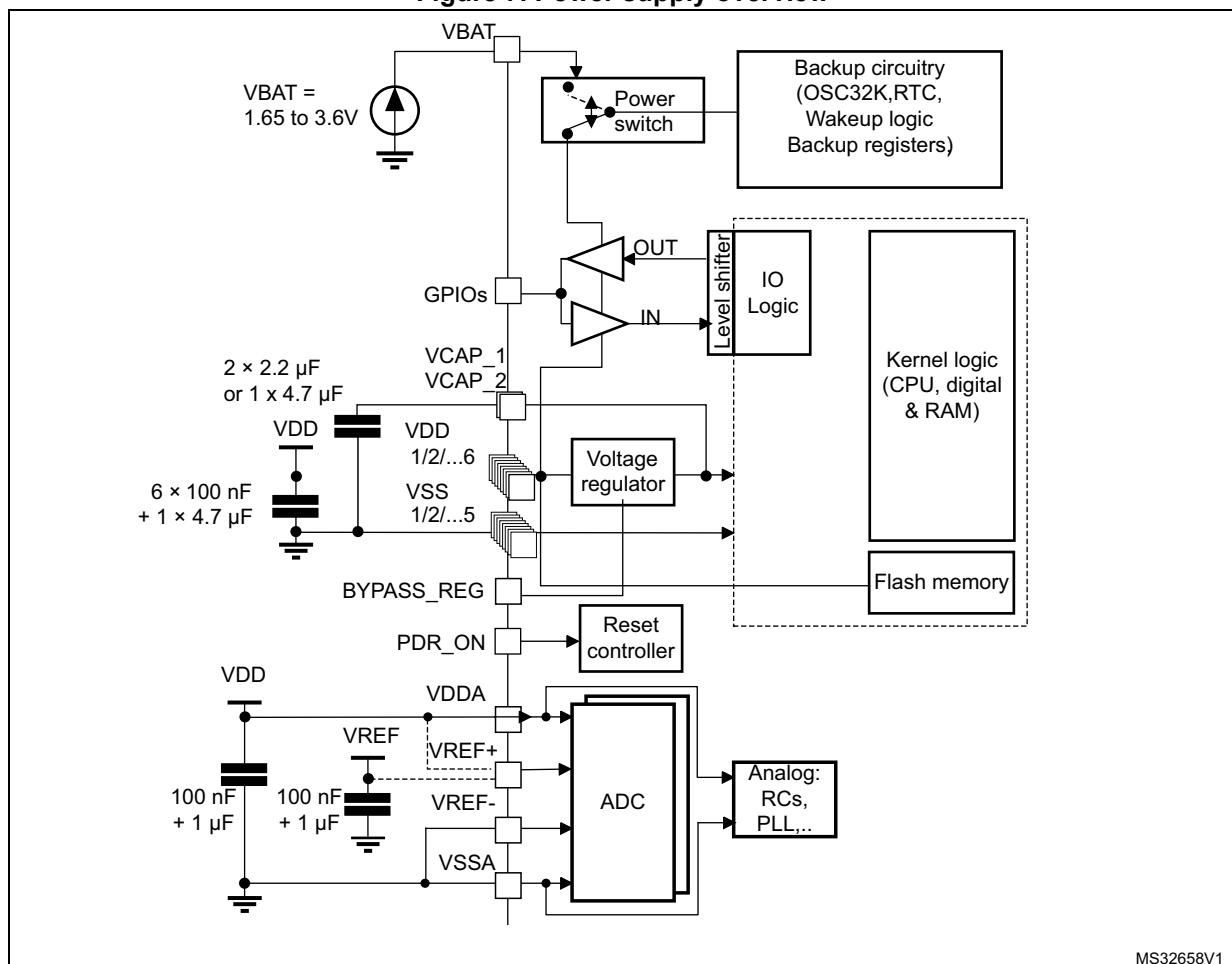 VBAT
VBAT =
1.65 to 3.6V
Power
switch
Backup circuitry
(OSC32K,RTC,
Wakeup logic
Backup registers)
OUT
GPIOs
IN
Level shifter
IO
Logic
Kernel logic
(CPU, digital
& RAM)
VCAP_1
VCAP_2
2 × 2.2 µF
or 1 x 4.7 µF
VDD
VDD
1/2/...6
Voltage
regulator
VSS
1/2/...5
6 × 100 nF
+ 1 × 4.7 µF
Flash memory
BYPASS_REG
PDR_ON
Reset
controller
VDD
VDDA
VREF
VREF+
100 nF
+ 1 µF
100 nF
+ 1 µF
VREF-
ADC
Analog:
RCs,
PLL,..
VSSA
MS32658V1